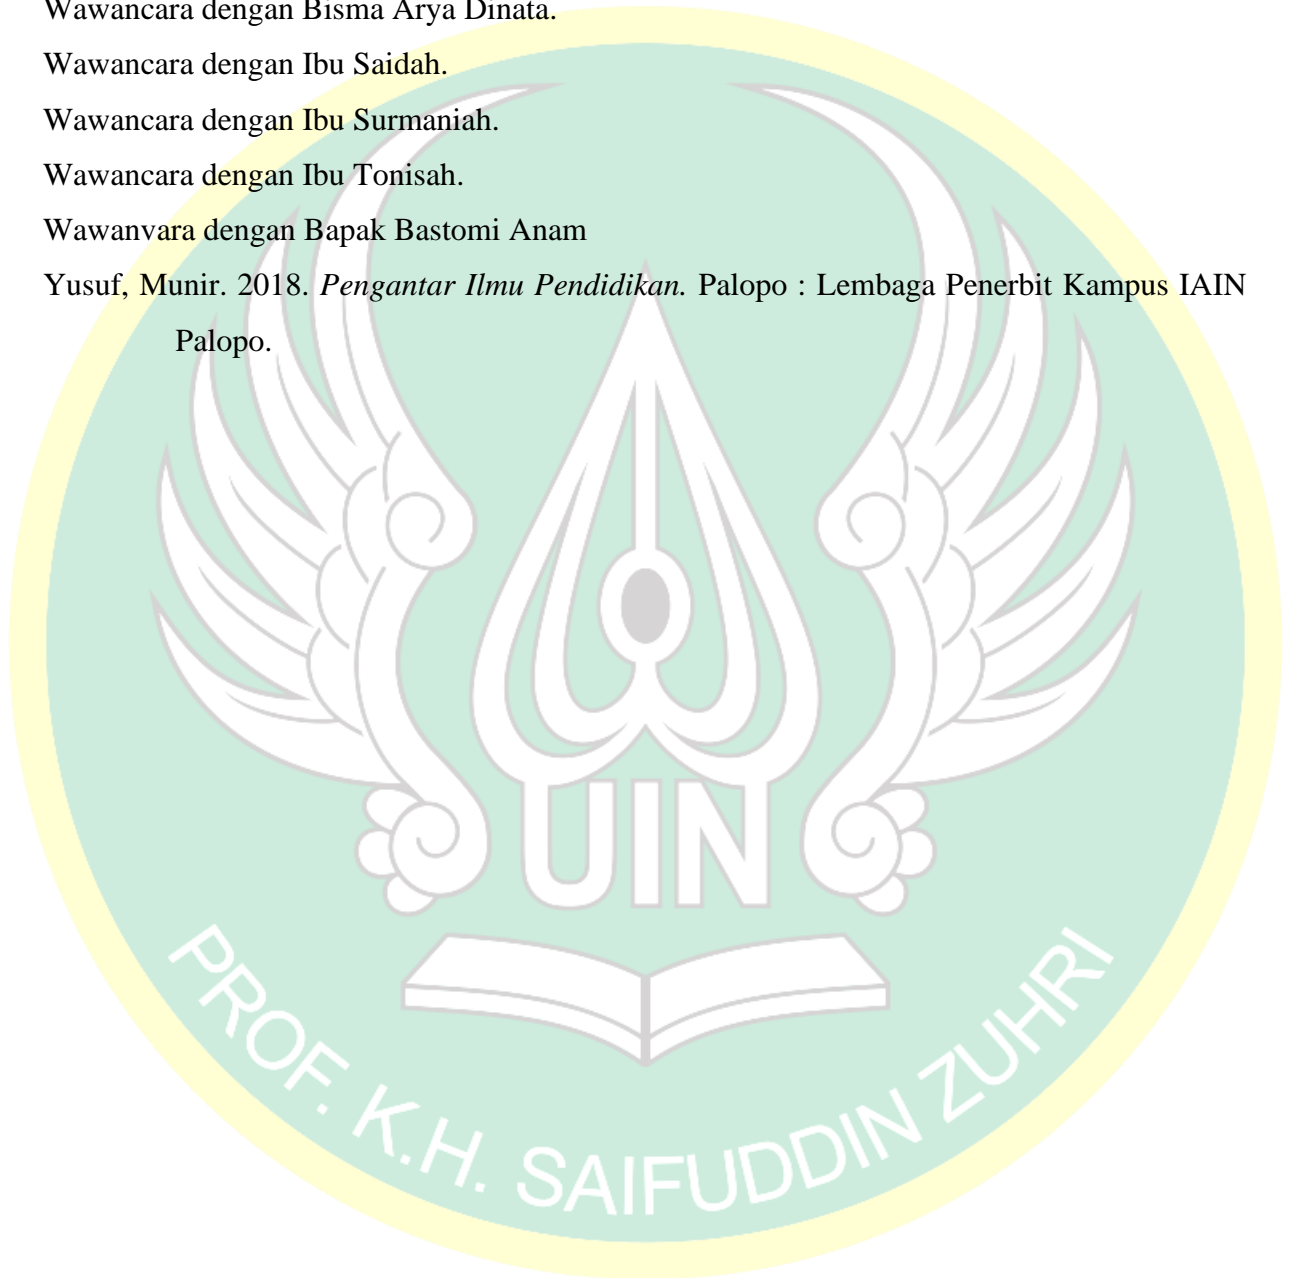 Wawancara dengan Bisma Arya Dinata.
Wawancara dengan Ibu Saidah.
Wawancara dengan Ibu Surmaniah.
Wawancara dengan Ibu Tonisah.
Wawanvara dengan Bapak Bastomi Anam
Yusuf, Munir. 2018. Pengantar Ilmu Pendidikan. Palopo : Lembaga Penerbit Kampus IAIN
Palopo.
UIN
PROF. K.H. SAIFUDDIN ZUHRI